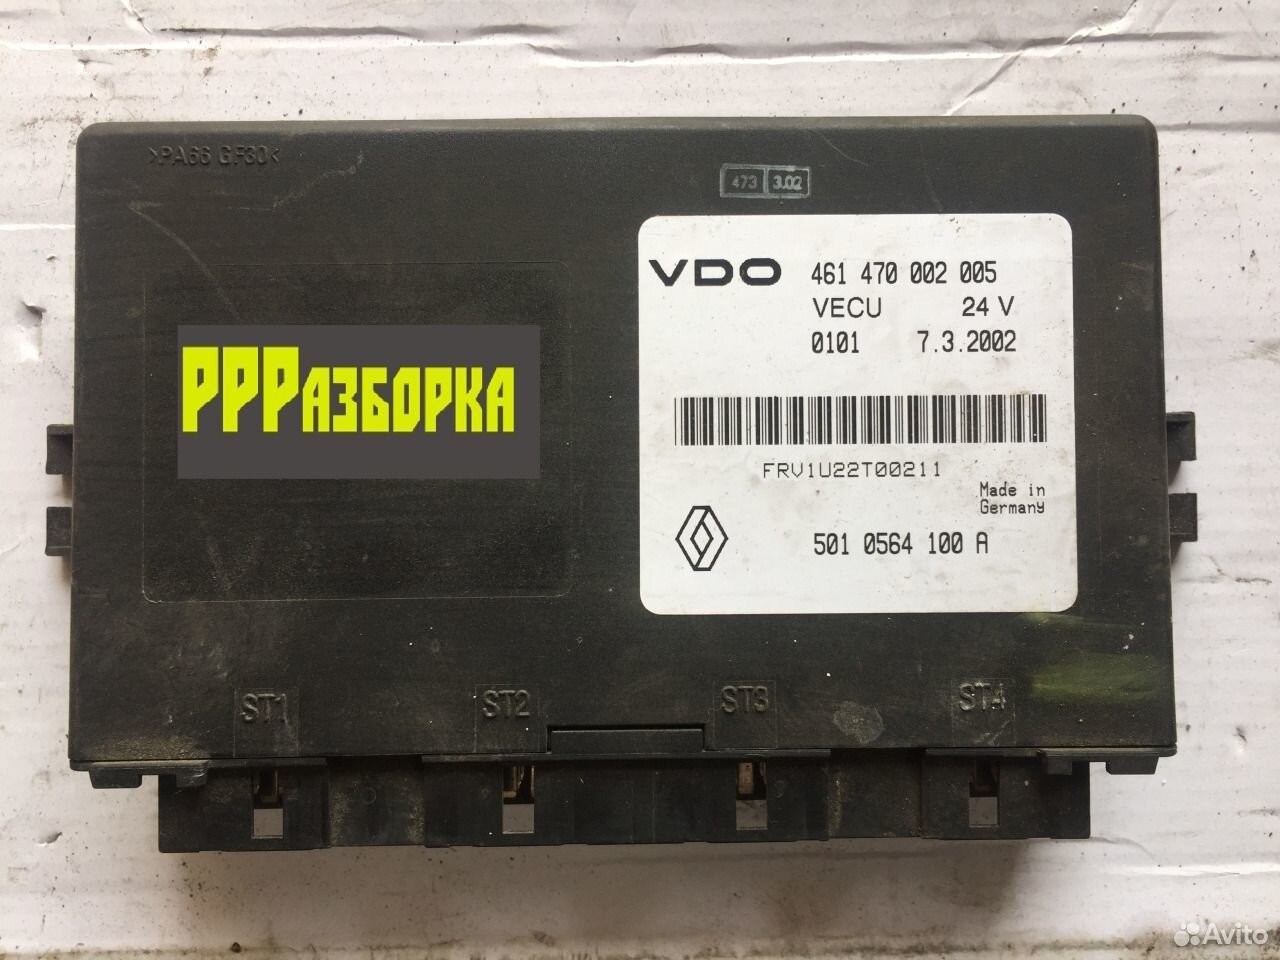 >PA66 GF30<
473 3.02
VDO 461 470 002 005
VECU 24 V
0101 7.3.2002
PPPАЗБОРКА
FRV1U22T00211
Made in
Germany
501 0564 100 A
ST1 ST2 ST3 ST4
Avito